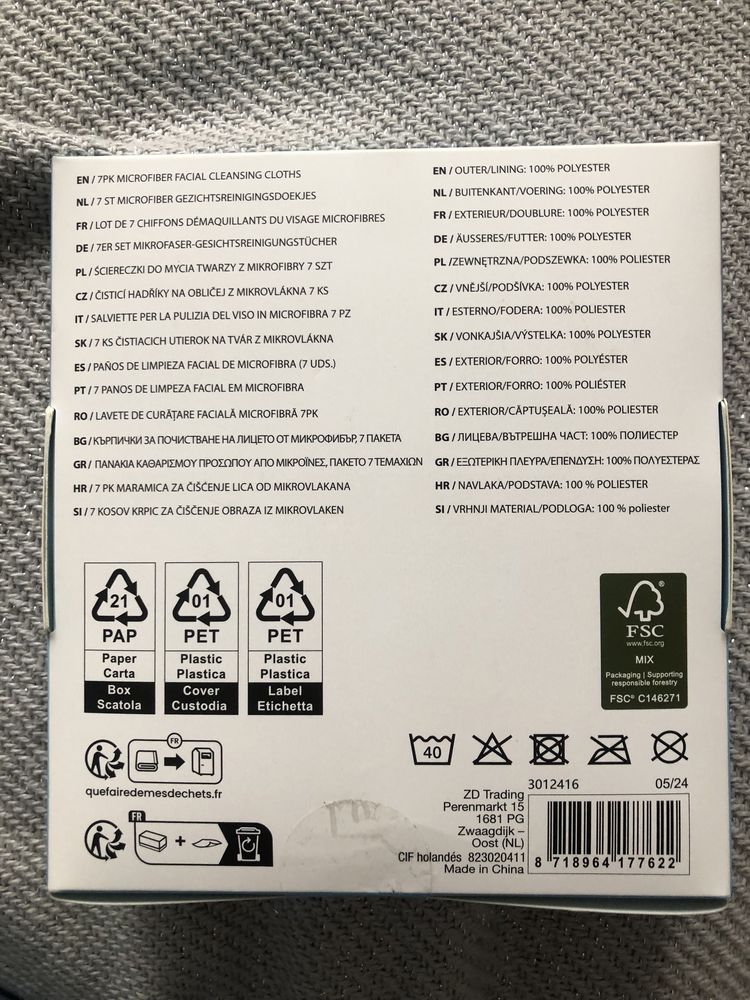 EN / 7PK MICROFIBER FACIAL CLEANSING CLOTHS
NL / 7 ST MICROFIBER GEZICHTSREINIGINGSDOEKJES
FR / LOT DE 7 CHIFFONS DÉMAQUILLANTS DU VISAGE MICROFIBRES
DE / 7ER SET MIKROFASER-GESICHTSREINIGUNGSTÜCHER
PL / ŚCIERECZKI DO MYCIA TWARZY Z MIKROFIBRY 7 SZT
CZ / ČISTICÍ HADŘÍKY NA OBLIČEJ Z MIKROVLÁKNA 7 KS
IT / SALVIETTE PER LA PULIZIA DEL VISO IN MICROFIBRA 7 PZ
SK / 7 KS ČISTIACICH UTIEROK NA TVÁR Z MIKROVLÁKNA
ES / PAÑOS DE LIMPIEZA FACIAL DE MICROFIBRA (7 UDS.)
PT / 7 PANOS DE LIMPEZA FACIAL EM MICROFIBRA
RO / LAVETE DE CURĂȚARE FACIALĂ MICROFIBRĂ 7PK
BG / КЪРПИЧКИ ЗА ПОЧИСТВАНЕ НА ЛИЦЕТО ОТ МИКРОФИБЪР, 7 ПАКЕТА
GR / ΠΑΝΑΚΙΑ ΚΑΘΑΡΙΣΜΟΥ ΠΡΟΣΩΠΟΥ ΑΠΟ ΜΙΚΡΟΪΝΕΣ, ΠΑΚΕΤΟ 7 ΤΕΜΑΧΙΩΝ
HR / 7 PK MARAMICA ZA ČIŠĆENJE LICA OD MIKROVLAKANA
SI / 7 KOSOV KRPIC ZA ČIŠČENJE OBRAZA IZ MIKROVLAKEN
EN / OUTER/LINING: 100% POLYESTER
NL / BUITENKANT/VOERING: 100% POLYESTER
FR / EXTERIEUR/DOUBLURE: 100% POLYESTER
DE / ÄUSSERES/FUTTER: 100% POLYESTER
PL /ZEWNĘTRZNA/PODSZEWKA: 100% POLIESTER
CZ / VNĚJŠÍ/PODŠÍVKA: 100% POLYESTER
IT / ESTERNO/FODERA: 100% POLIESTER
SK / VONKAJŠIA/VÝSTELKA: 100% POLYESTER
ES / EXTERIOR/FORRO: 100% POLYÉSTER
PT / EXTERIOR/FORRO: 100% POLIÉSTER
RO / EXTERIOR/CĂPTUȘEALĂ: 100% POLIESTER
BG / ЛИЦЕВА/ВЪТРЕШНА ЧАСТ: 100% ПОЛИЕСТЕР
GR / ΕΞΩΤΕΡΙΚΗ ΠΛΕΥΡΑ/ΕΠΕΝΔΥΣΗ: 100% ΠΟΛΥΕΣΤΕΡΑΣ
HR / NAVLAKA/PODSTAVA: 100 % POLIESTER
SI / VRHNJI MATERIAL/PODLOGA: 100 % poliester
21
PAP
Paper
Carta
Box
Scatola
01
PET
Plastic
Plastica
Cover
Custodia
01
PET
Plastic
Plastica
Label
Etichetta
FSC®
www.fsc.org
MIX
Packaging | Supporting
responsible forestry
FSC® C146271
FR
quefairedemesdechets.fr
FR
+
40
3012416 05/24
ZD Trading
Perenmarkt 15
1681 PG
Zwaagdijk –
Oost (NL)
CIF holandés 823020411
Made in China
8 718964 177622